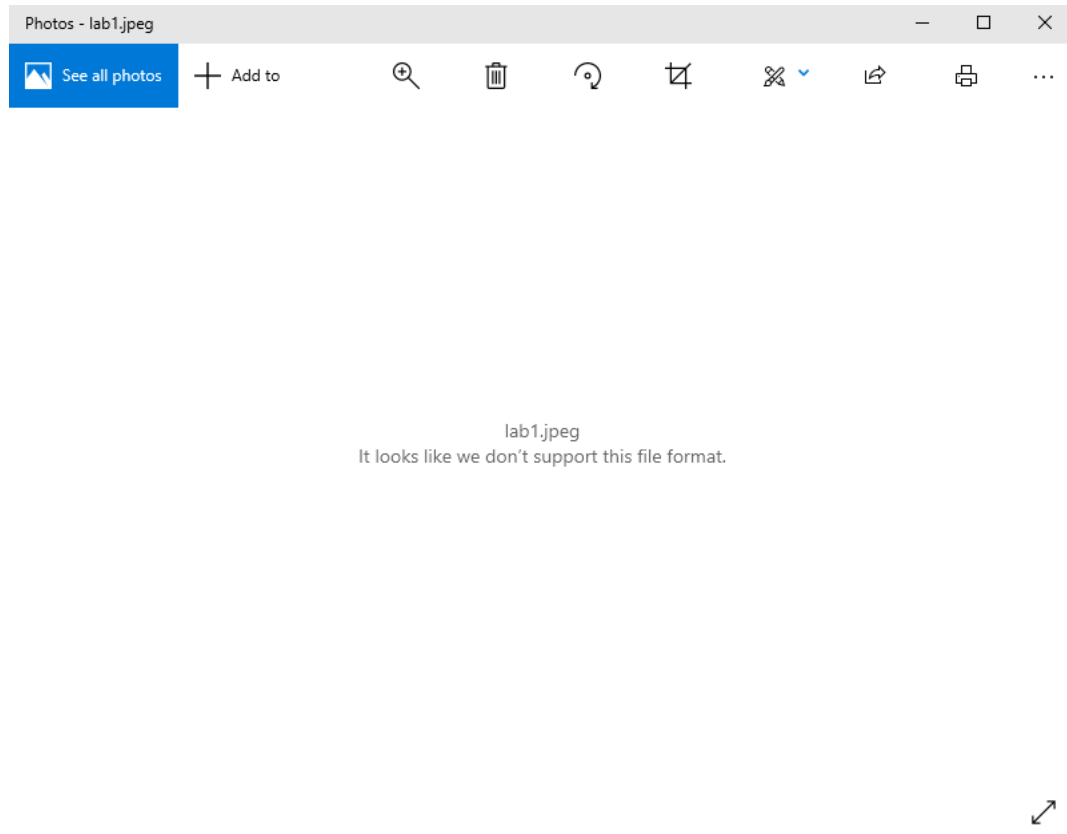 Photos - lab1.jpeg
See all photos
Add to
lab1.jpeg
It looks like we don't support this file format.